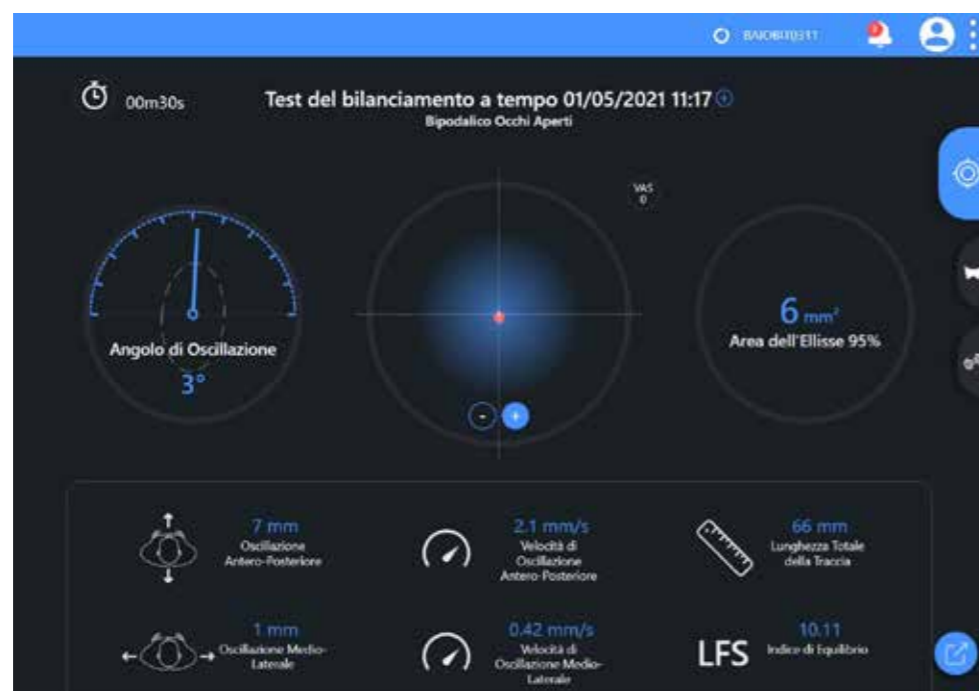 00m30s
Test del bilanciamento a tempo 01/05/2021 11:17
Bipodalico Occhi Aperti
VAS
0
Angolo di Oscillazione
3°
- +
6 mm²
Area dell'Ellisse 95%
7 mm
Oscillazione
Antero-Posteriore
2.1 mm/s
Velocità di
Oscillazione
Antero-Posteriore
66 mm
Lunghezza Totale
della Traccia
1 mm
Oscillazione Medio-
Laterale
0.42 mm/s
Velocità di
Oscillazione Medio-
Laterale
LFS
10.11
Indice di Equilibrio